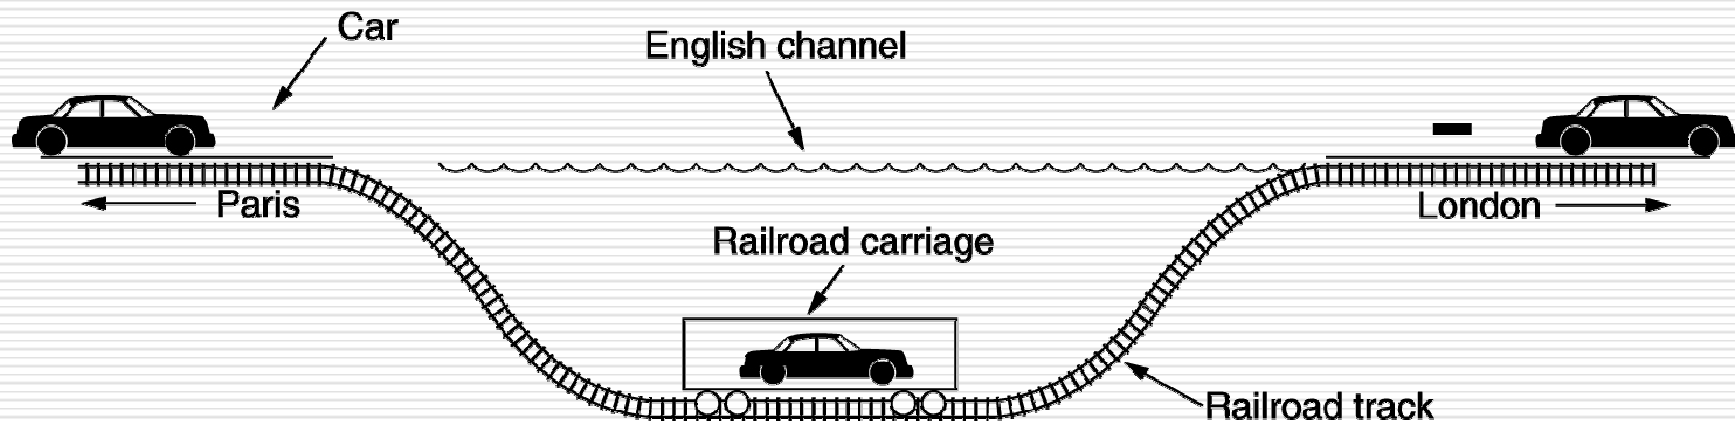 Car
English channel
Paris
London
Railroad carriage
Railroad track